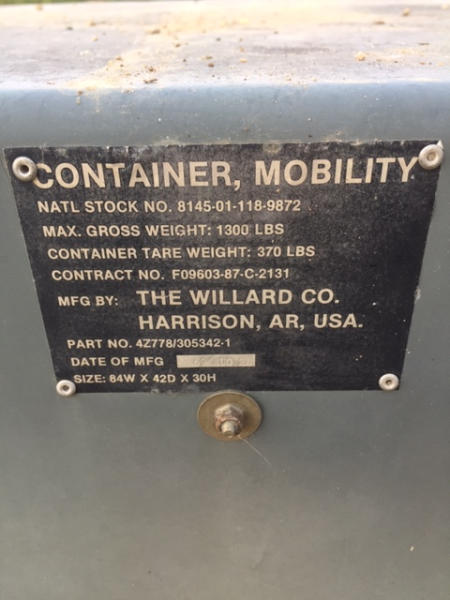 CONTAINER, MOBILITY
NATL STOCK NO. 8145-01-118-9872
MAX. GROSS WEIGHT: 1300 LBS
CONTAINER TARE WEIGHT: 370 LBS
CONTRACT NO. F09603-87-C-2131
MFG BY: THE WILLARD CO.
HARRISON, AR, USA.
PART NO. 4Z778/305342-1
DATE OF MFG
SIZE: 84W X 42D X 30H